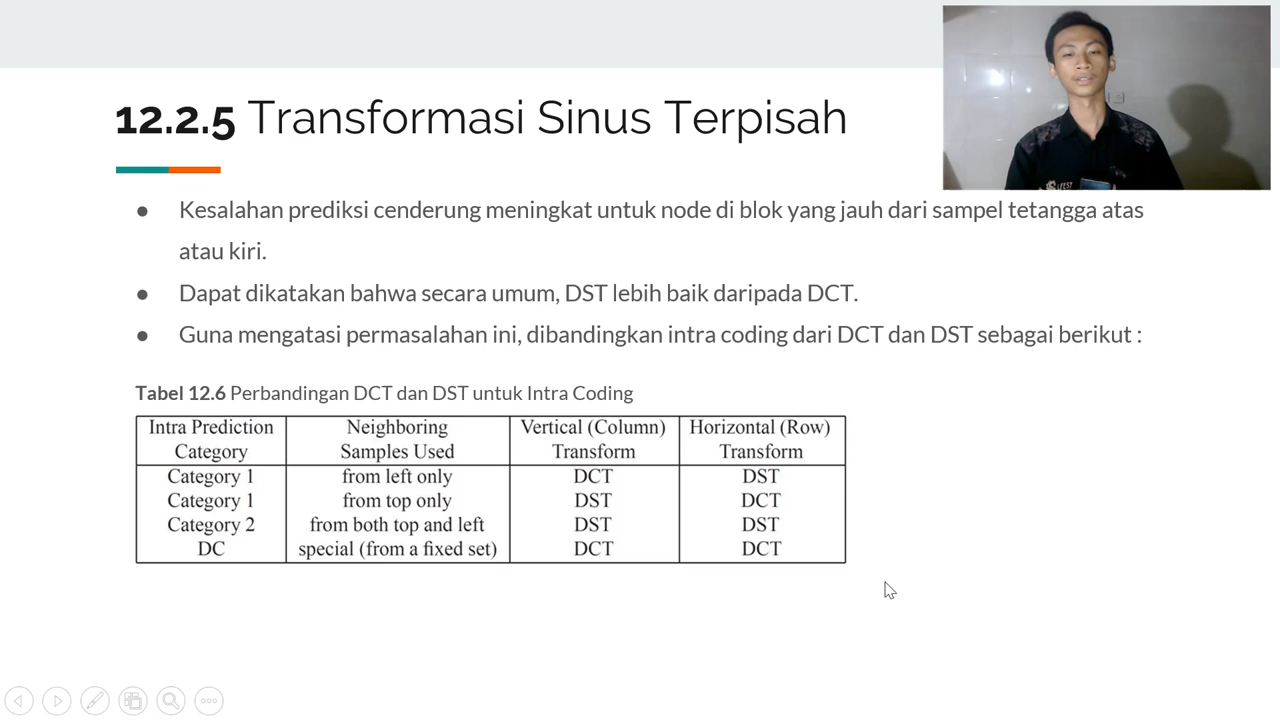 12.2.5 Transformasi Sinus Terpisah
● Kesalahan prediksi cenderung meningkat untuk node di blok yang jauh dari sampel tetangga atas
atau kiri.
● Dapat dikatakan bahwa secara umum, DST lebih baik daripada DCT.
● Guna mengatasi permasalahan ini, dibandingkan intra coding dari DCT dan DST sebagai berikut :
Tabel 12.6 Perbandingan DCT dan DST untuk Intra Coding
Intra Prediction Neighboring Vertical (Column) Horizontal (Row)
Category Samples Used Transform Transform
Category 1 from left only DCT DST
Category 1 from top only DST DCT
Category 2 from both top and left DST DST
DC special (from a fixed set) DCT DCT